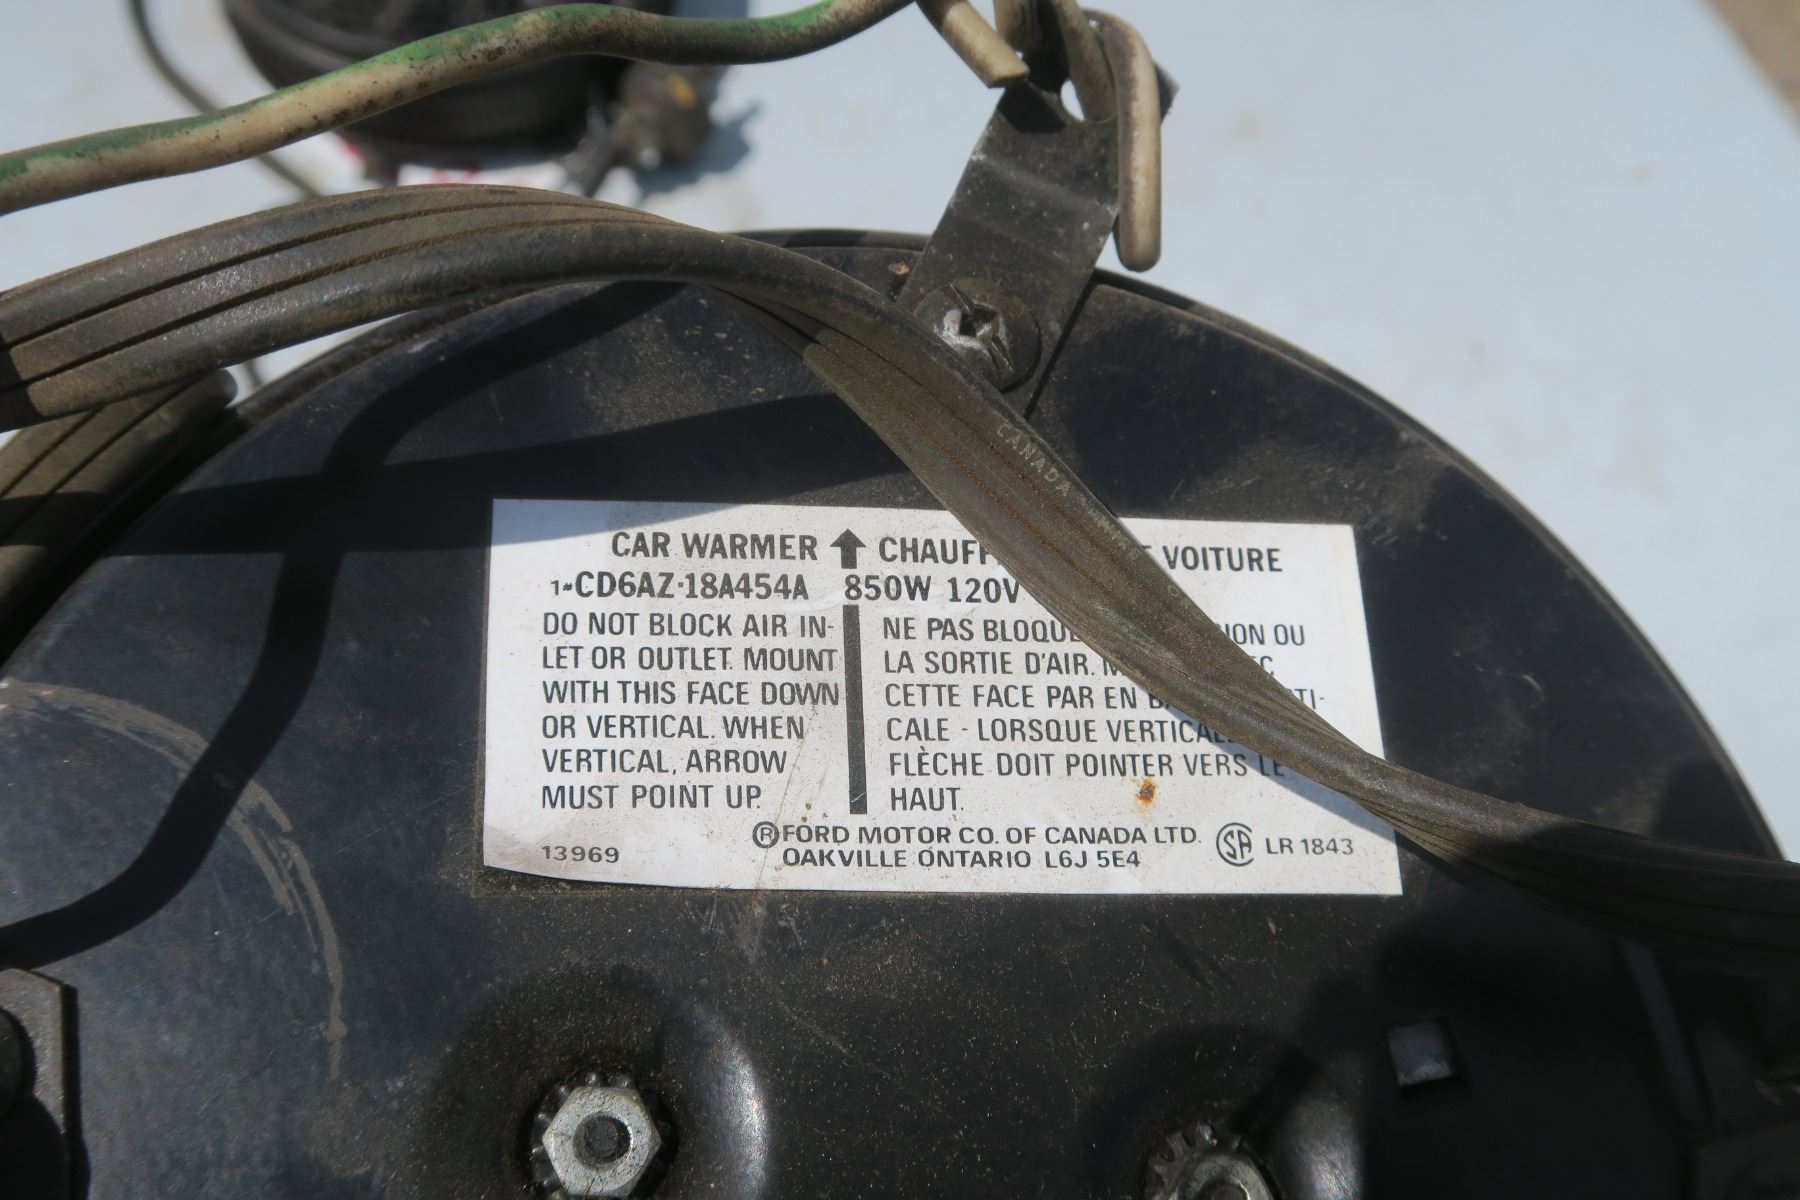 CANADA
CAR WARMER CHAUFF VOITURE
1-CD6AZ-18A454A 850W 120V
DO NOT BLOCK AIR IN-
LET OR OUTLET. MOUNT
WITH THIS FACE DOWN
OR VERTICAL. WHEN
VERTICAL, ARROW
MUST POINT UP.
NE PAS BLOQUE ION OU
LA SORTIE D'AIR.
CETTE FACE PAR EN TI-
CALE - LORSQUE VERTICAL
FLÈCHE DOIT POINTER VERS LE
HAUT.
® FORD MOTOR CO. OF CANADA LTD.
OAKVILLE ONTARIO L6J 5E4
13969
SA LR 1843